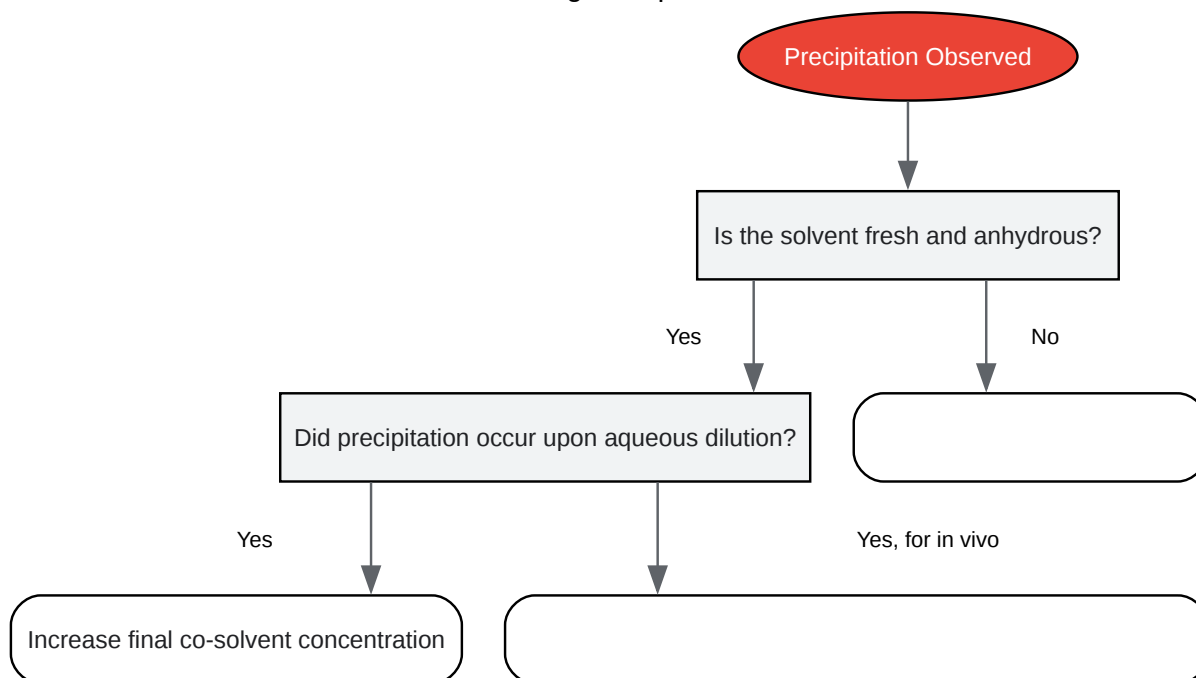 Precipitation Observed
Is the solvent fresh and anhydrous?
Yes
No
Did precipitation occur upon aqueous dilution?
Yes
Yes, for in vivo
Increase final co-solvent concentration